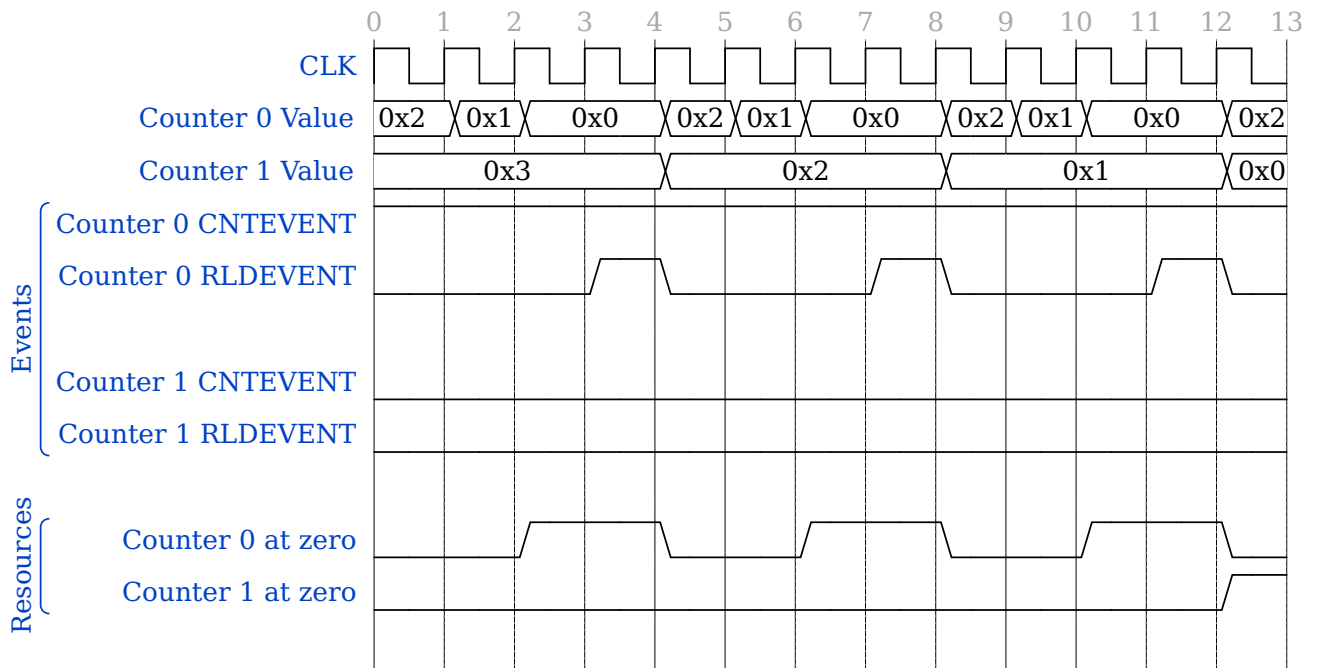 0 1 2 3 4 5 6 7 8 9 10 11 12 13
CLK
Counter 0 Value 0x2 0x1 0x0 0x2 0x1 0x0 0x2 0x1 0x0 0x2
Counter 1 Value 0x3 0x2 0x1 0x0
Events
Counter 0 CNTEVENT
Counter 0 RLDEVENT
Counter 1 CNTEVENT
Counter 1 RLDEVENT
Resources
Counter 0 at zero
Counter 1 at zero